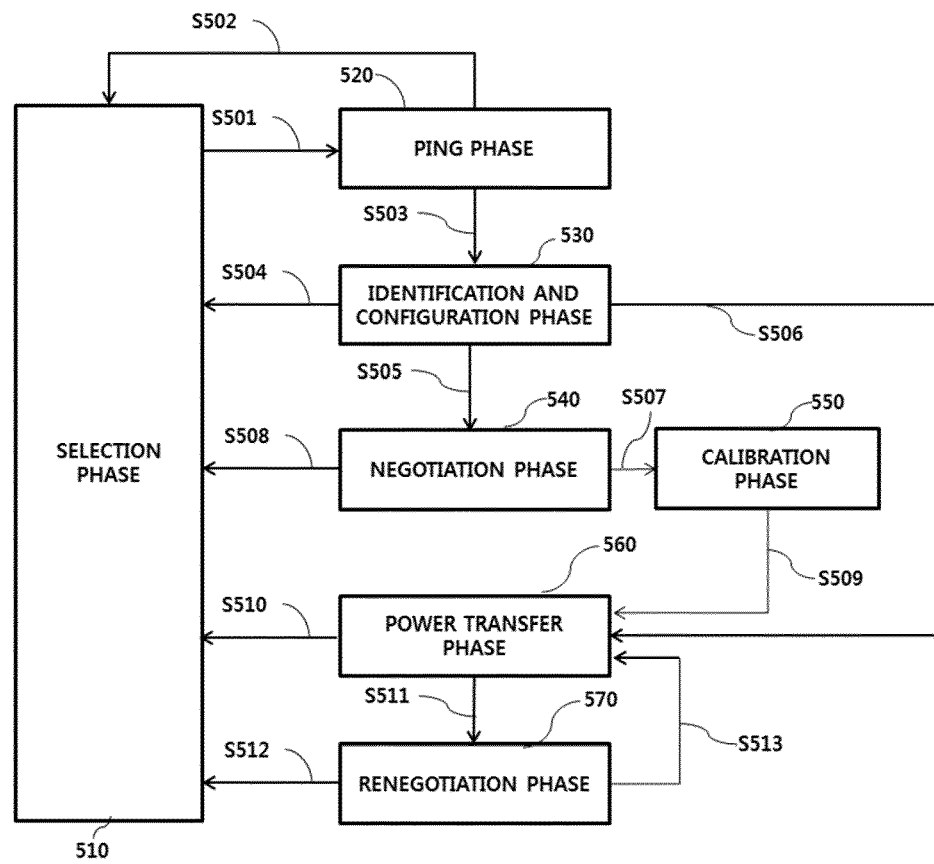 S502
520
S501
PING PHASE
S503
530
S504
IDENTIFICATION AND
CONFIGURATION PHASE
S506
S505
540
S507
550
S508
SELECTION
PHASE
NEGOTIATION PHASE
CALIBRATION
PHASE
560
S509
S510
POWER TRANSFER
PHASE
S511
570
S512
S513
RENEGOTIATION PHASE
510